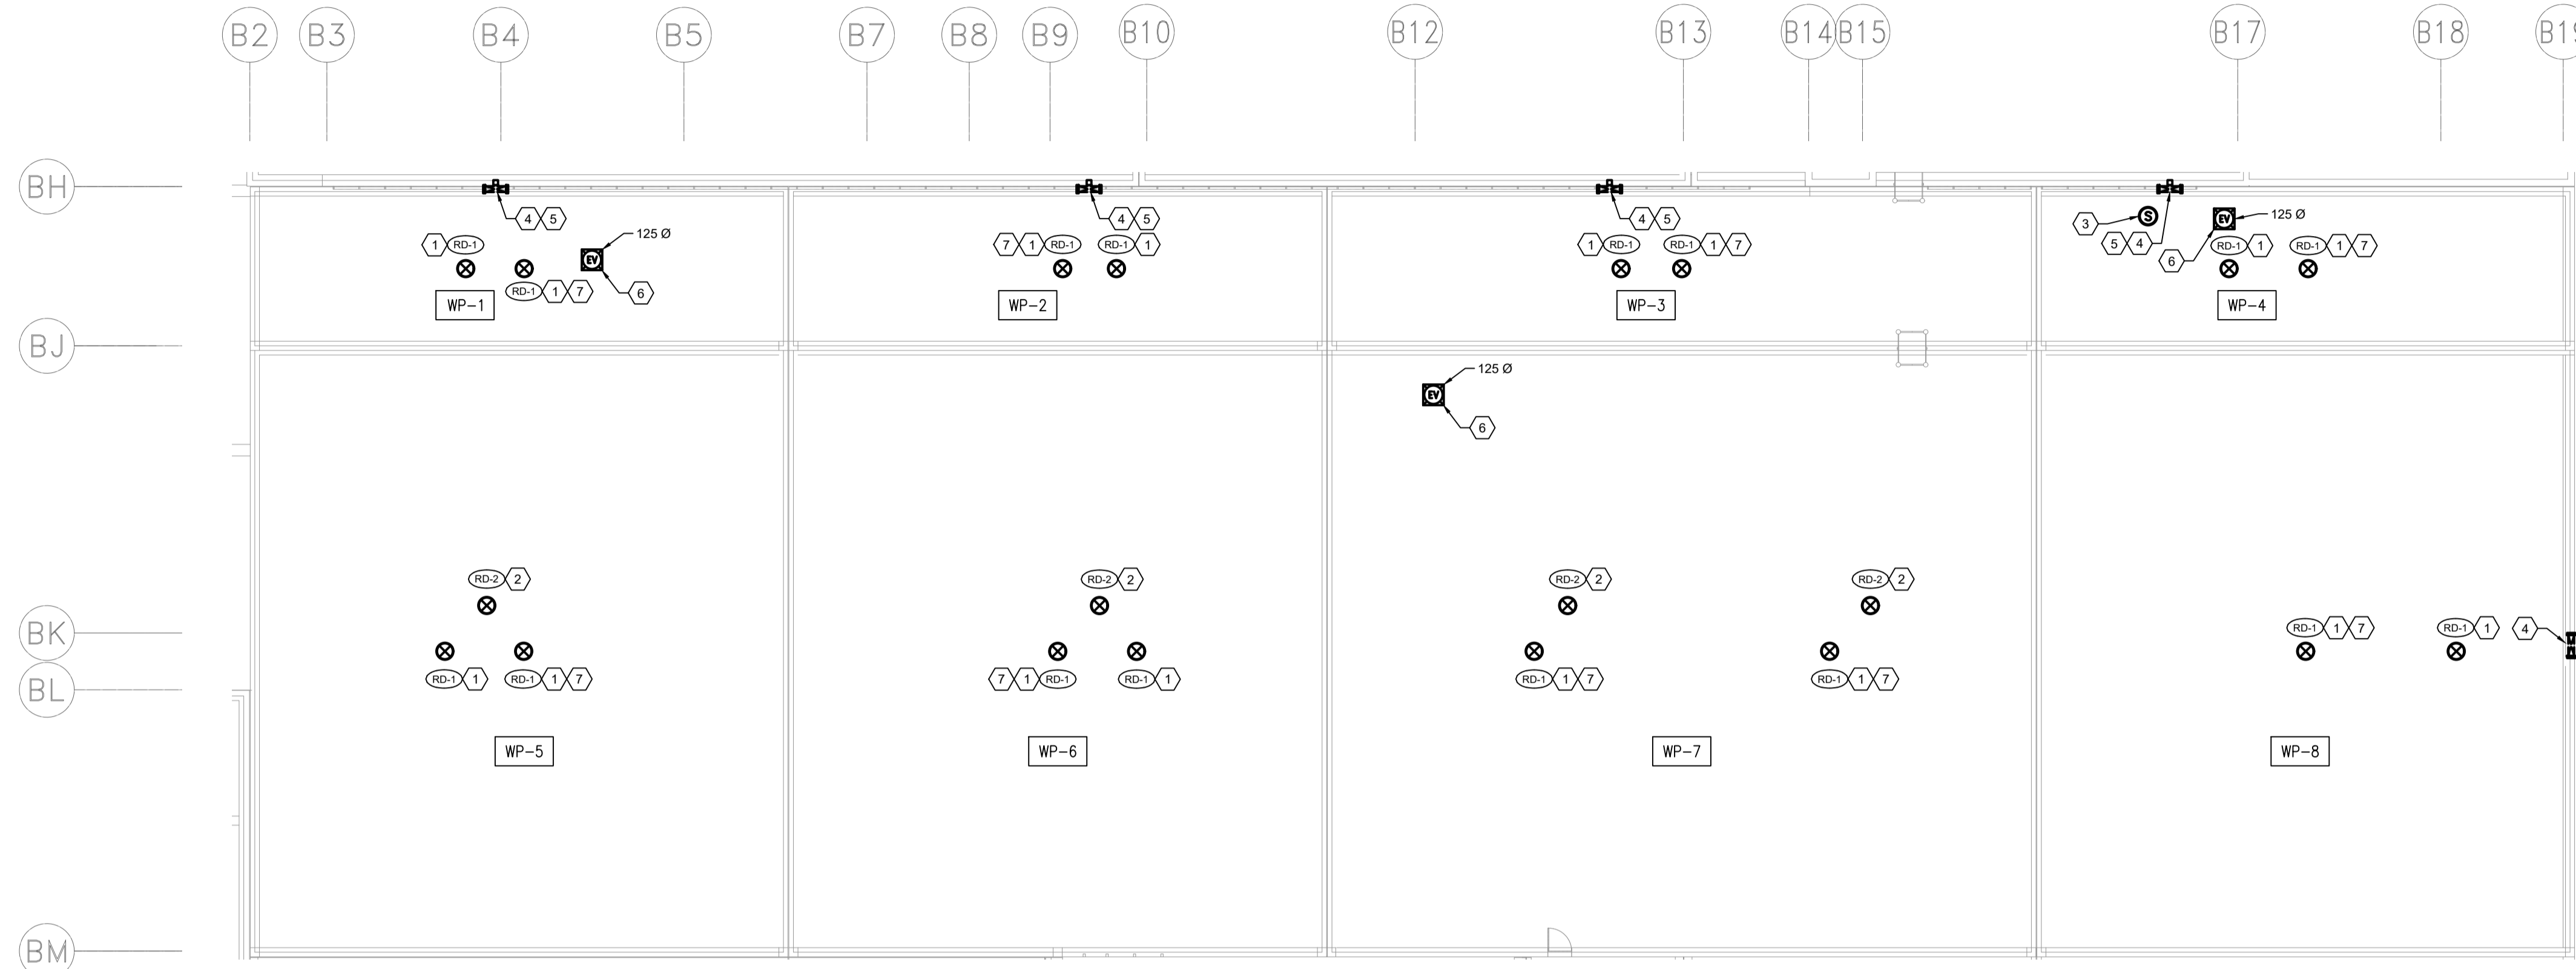 B2 B3 B4 B5 B7 B8 B9 B10 B12 B13 B14 B15 B17 B18 B19
BH
4 5
4 5
4 5
3
5 4
EV
125 Ø
6
1 RD-1
EV
125 Ø
6
RD-1 1 7
WP-1
7 1 RD-1
RD-1 1
WP-2
1 RD-1
RD-1 1 7
WP-3
RD-1 1
RD-1 1 7
S
WP-4
BJ
EV
125 Ø
6
RD-2 2
RD-2 2
RD-2 2
RD-2 2
BK
RD-1 1 7
RD-1 1
4
BL
RD-1 1
RD-1 1 7
7 1 RD-1
RD-1 1
RD-1 1 7
RD-1 1 7
WP-5
WP-6
WP-7
WP-8
BM